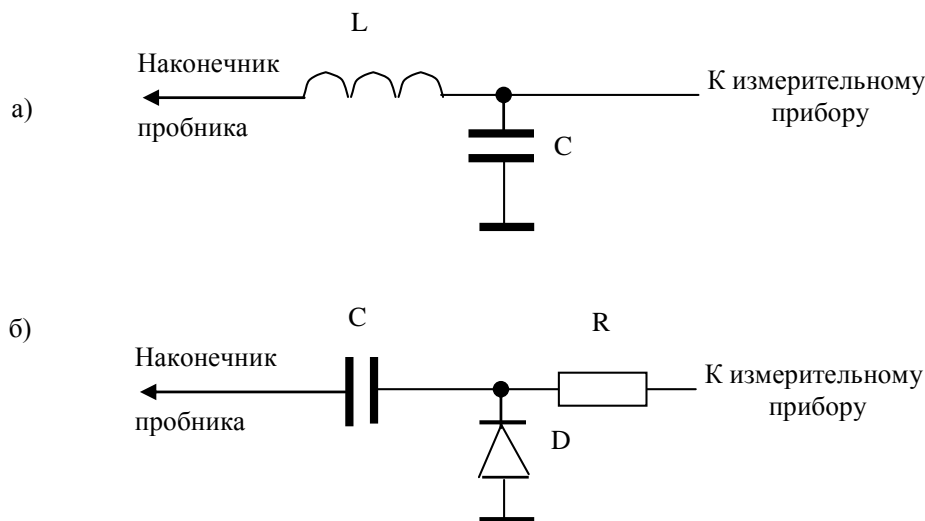 L
Наконечник
пробника
а)
К измерительному
прибору
C
б)
C
R
Наконечник
пробника
К измерительному
прибору
D